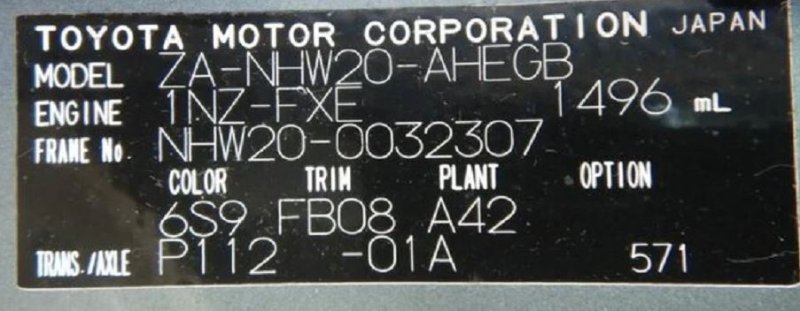 TOYOTA MOTOR CORPORATION JAPAN
MODEL ZA-NHW20-AHEGB
ENGINE 1NZ-FXE 1496 mL
FRAME No. NHW20-0032307
COLOR TRIM PLANT OPTION
6S9 FB08 A42
TRANS./AXLE P112 -01A 571